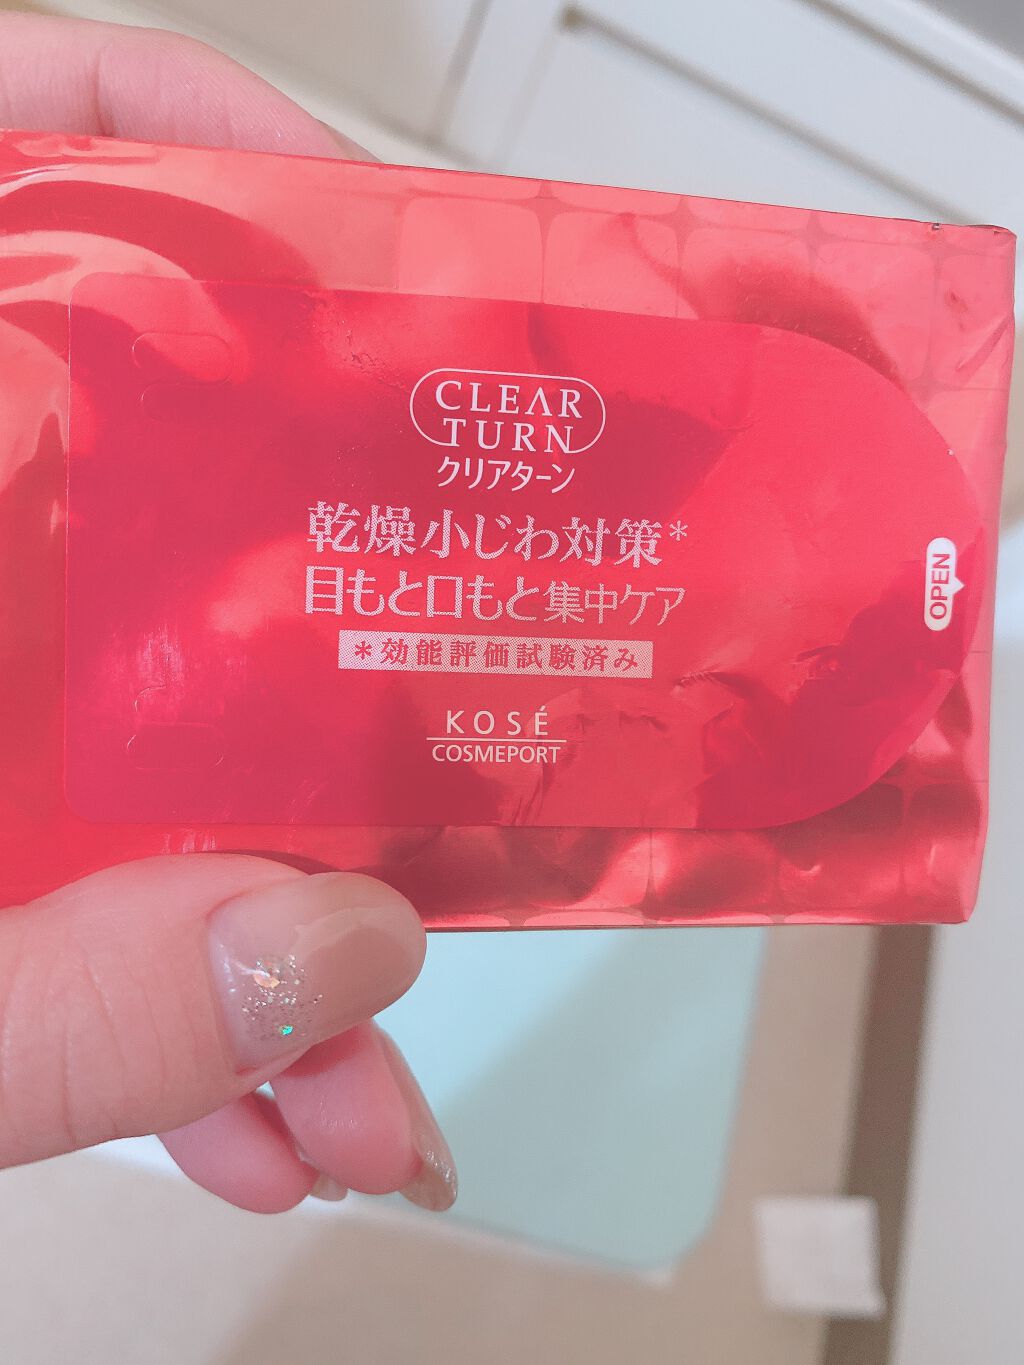 CLEAR
TURN
クリアターン
乾燥小じわ対策*
目もと口もと集中ケア
*効能評価試験済み
KOSÉ
COSMEPORT
OPEN